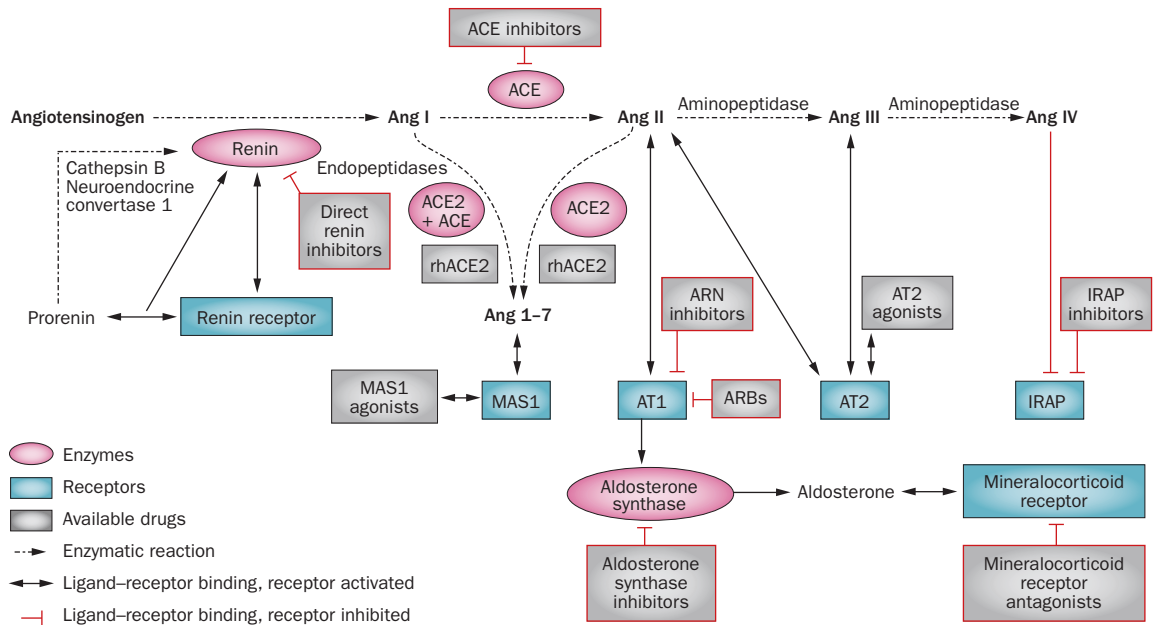 ACE inhibitors
ACE
Angiotensinogen
Ang I
Ang II
Aminopeptidase
Ang III
Aminopeptidase
Ang IV
Renin
Cathepsin B
Neuroendocrine
convertase 1
Endopeptidases
Direct
renin
inhibitors
ACE2
+ ACE
ACE2
rhACE2
rhACE2
Prorenin
Renin receptor
Ang 1–7
ARN
inhibitors
AT2
agonists
IRAP
inhibitors
MAS1
agonists
MAS1
AT1
ARBs
AT2
IRAP
Enzymes
Receptors
Available drugs
Enzymatic reaction
Ligand–receptor binding, receptor activated
Ligand–receptor binding, receptor inhibited
Aldosterone
synthase
Aldosterone
Mineralocorticoid
receptor
Aldosterone
synthase
inhibitors
Mineralocorticoid
receptor
antagonists